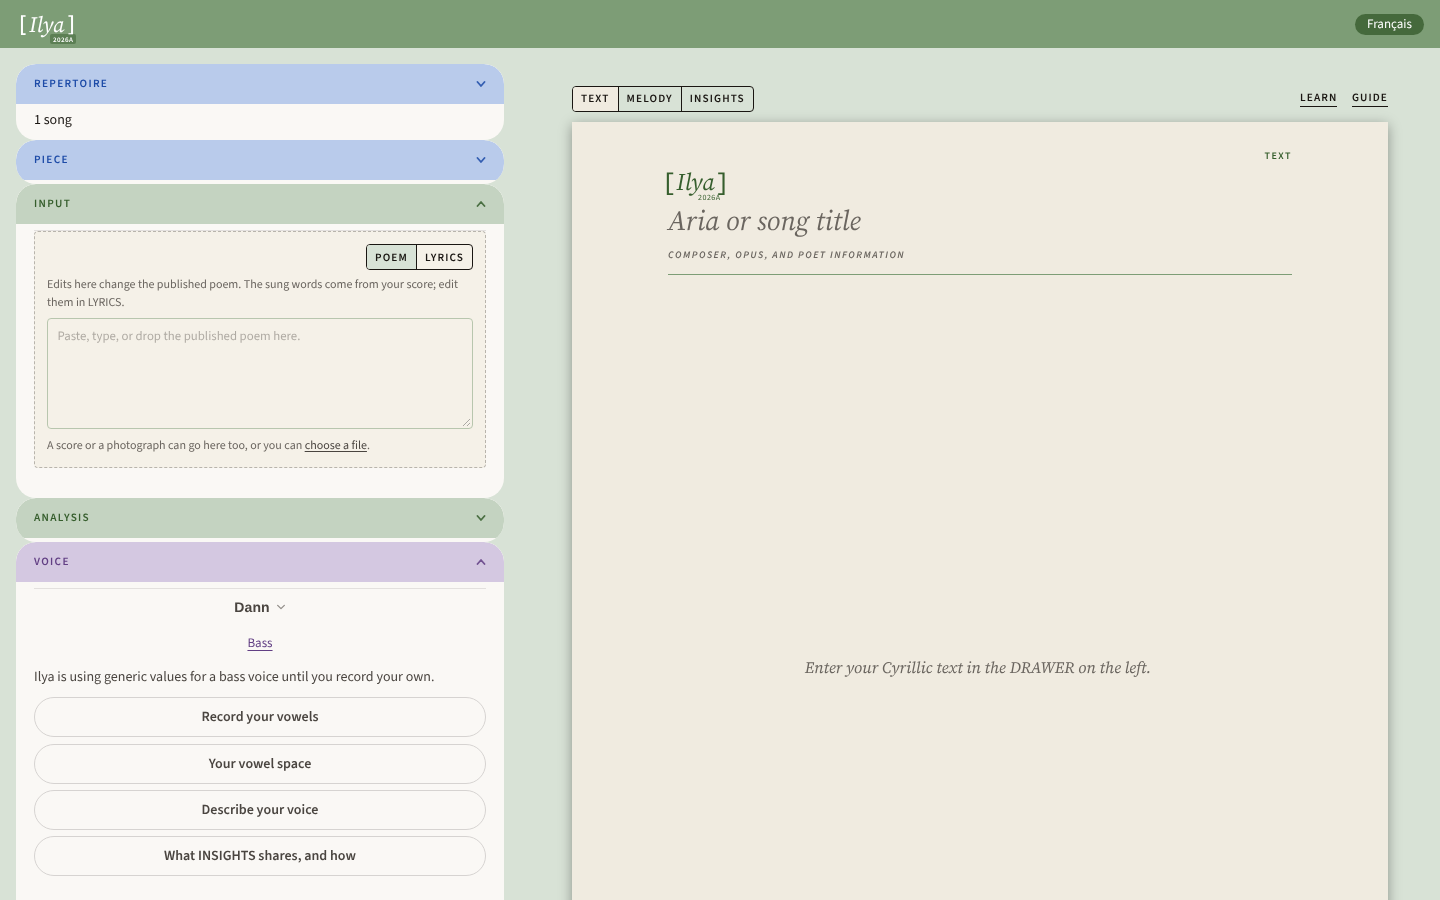 [Ilya]
2026A
Français
REPERTOIRE
1 song
PIECE
INPUT
POEM LYRICS
Edits here change the published poem. The sung words come from your score; edit
them in LYRICS.
Paste, type, or drop the published poem here.
A score or a photograph can go here too, or you can choose a file.
ANALYSIS
VOICE
Dann
Bass
Ilya is using generic values for a bass voice until you record your own.
Record your vowels
Your vowel space
Describe your voice
What INSIGHTS shares, and how
TEXT MELODY INSIGHTS
LEARN GUIDE
TEXT
[Ilya]
2026A
Aria or song title
COMPOSER, OPUS, AND POET INFORMATION
Enter your Cyrillic text in the DRAWER on the left.